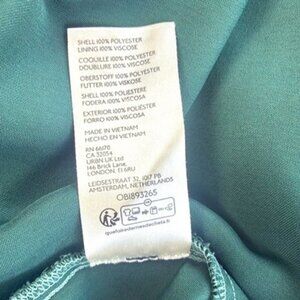 SHELL 100% POLYESTER
LINING 100% VISCOSE
COQUILLE 100% POLYESTER
DOUBLURE 100% VISCOSE
OBERSTOFF 100% POLYESTER
FUTTER 100% VISKOSE
SHELL 100% POLIESTERE
FODERA 100% VISCOSA
EXTERIOR 100% POLIÉSTER
FORRO 100% VISCOSA
MADE IN VIETNAM
HECHO EN VIETNAM
RN 66170
CA 32054
URBN UK Ltd
146 Brick Lane,
LONDON, E1 6RU
LEIDSESTRAAT 32, 1017 PB
AMSTERDAM, NETHERLANDS
OB1893265